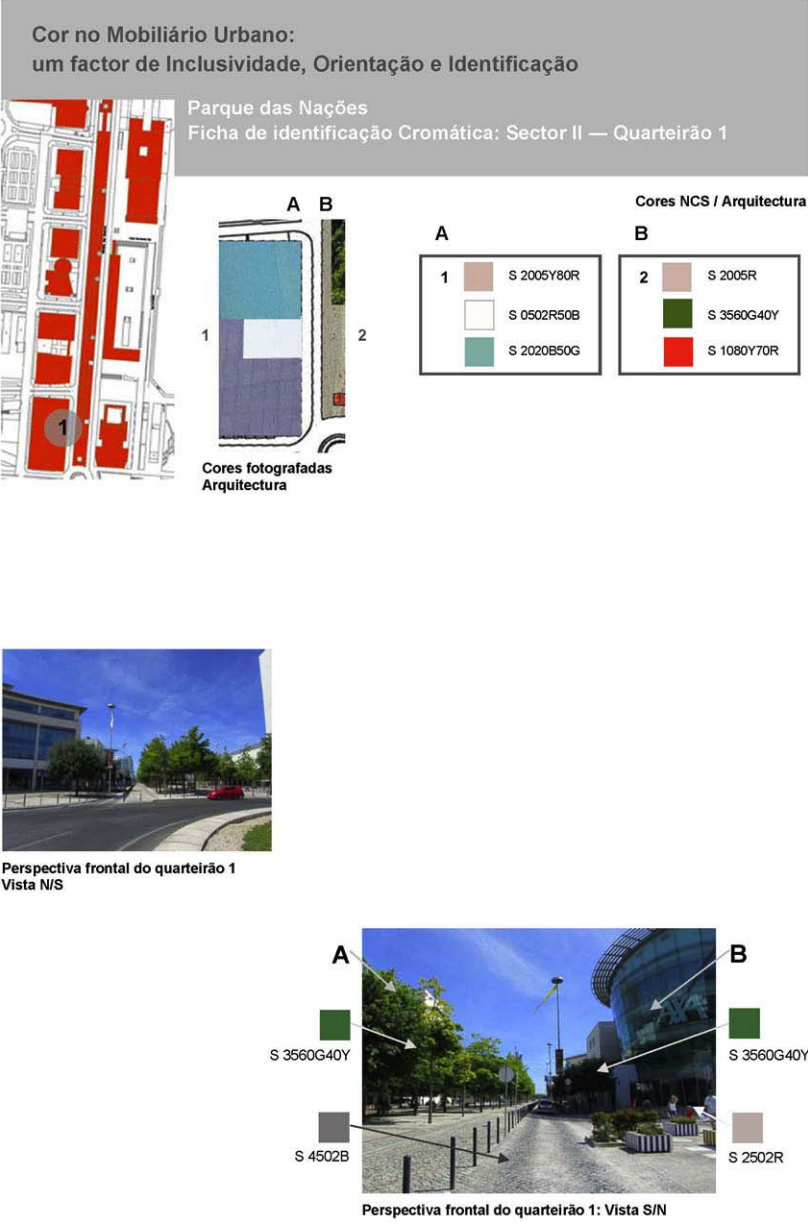 Cor no Mobiliário Urbano:
um factor de Inclusividade, Orientação e Identificação
Parque das Nações
Ficha de identificação Cromática: Sector II — Quarteirão 1
Cores NCS / Arquitectura
A B
A
B
1
S 2005Y80R
S 0502R50B
S 2020B50G
2
S 2005R
S 3560G40Y
S 1080Y70R
1
2
1
Cores fotografadas
Arquitectura
Perspectiva frontal do quarteirão 1
Vista N/S
A
B
S 3560G40Y
S 3560G40Y
S 4502B
S 2502R
AXA
Perspectiva frontal do quarteirão 1: Vista S/N